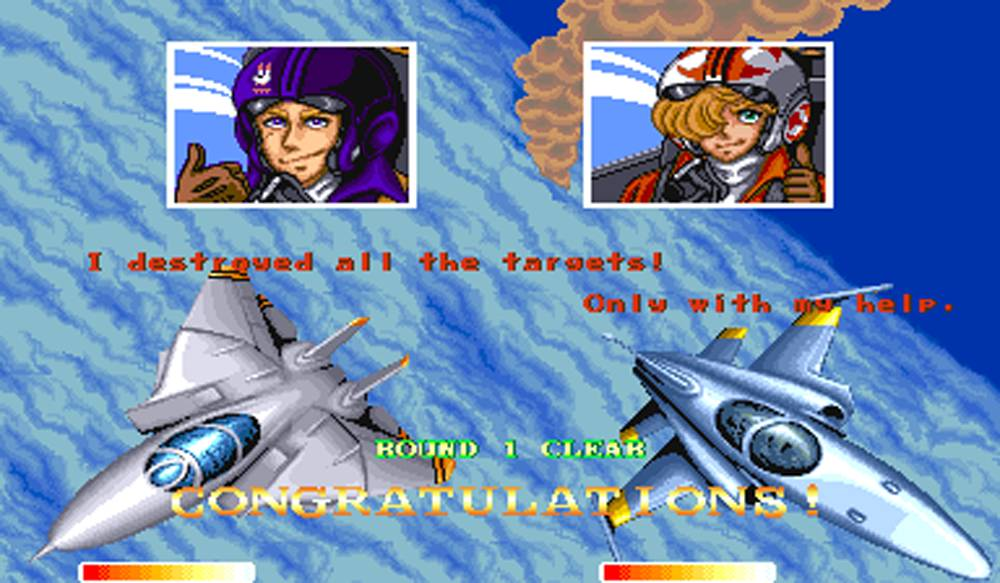 I destroyed all the targets!
Only with my help.
ROUND 1 CLEAR
CONGRATULATIONS!